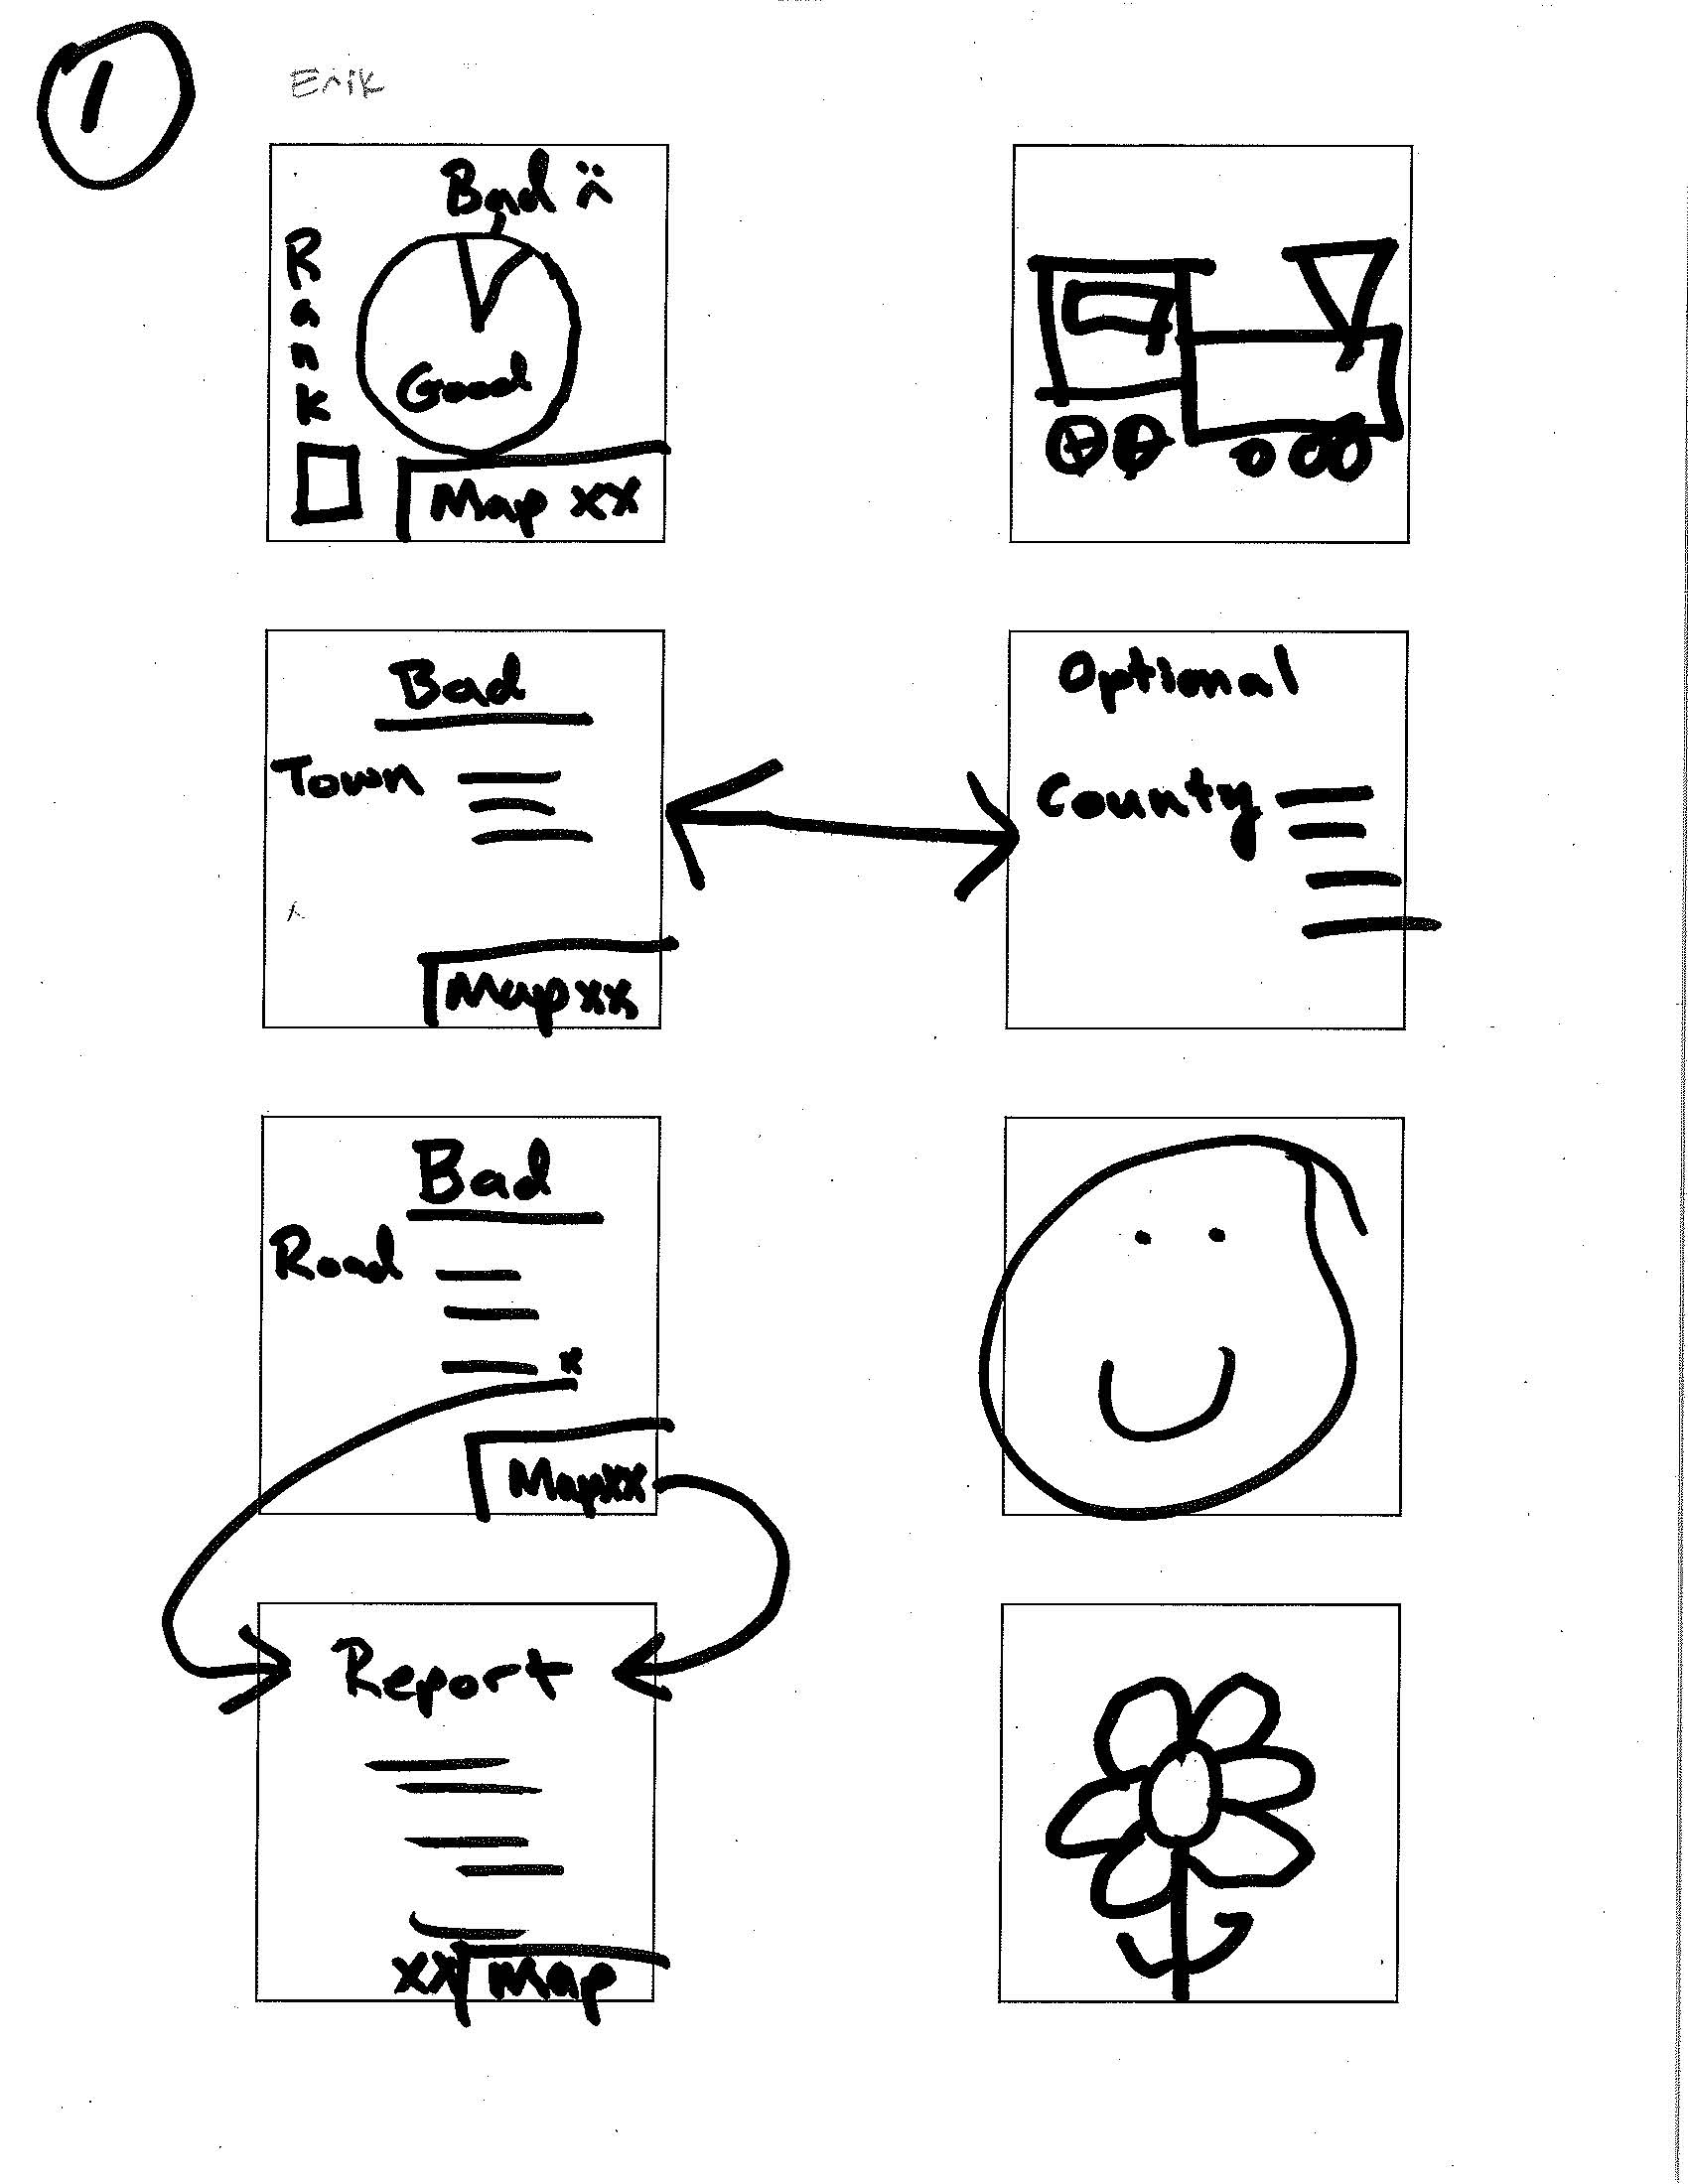 1
Erik
Bad
Rank
Good
Map xx
Bad
Town
Map xx
Optional
County
Bad
Road
x
Map xx
Report
xx Map